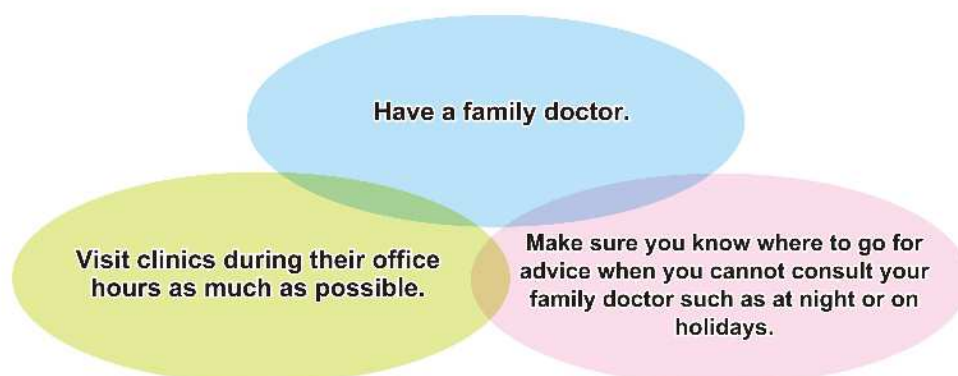 Have a family doctor.
Visit clinics during their office
hours as much as possible.
Make sure you know where to go for
advice when you cannot consult your
family doctor such as at night or on
holidays.